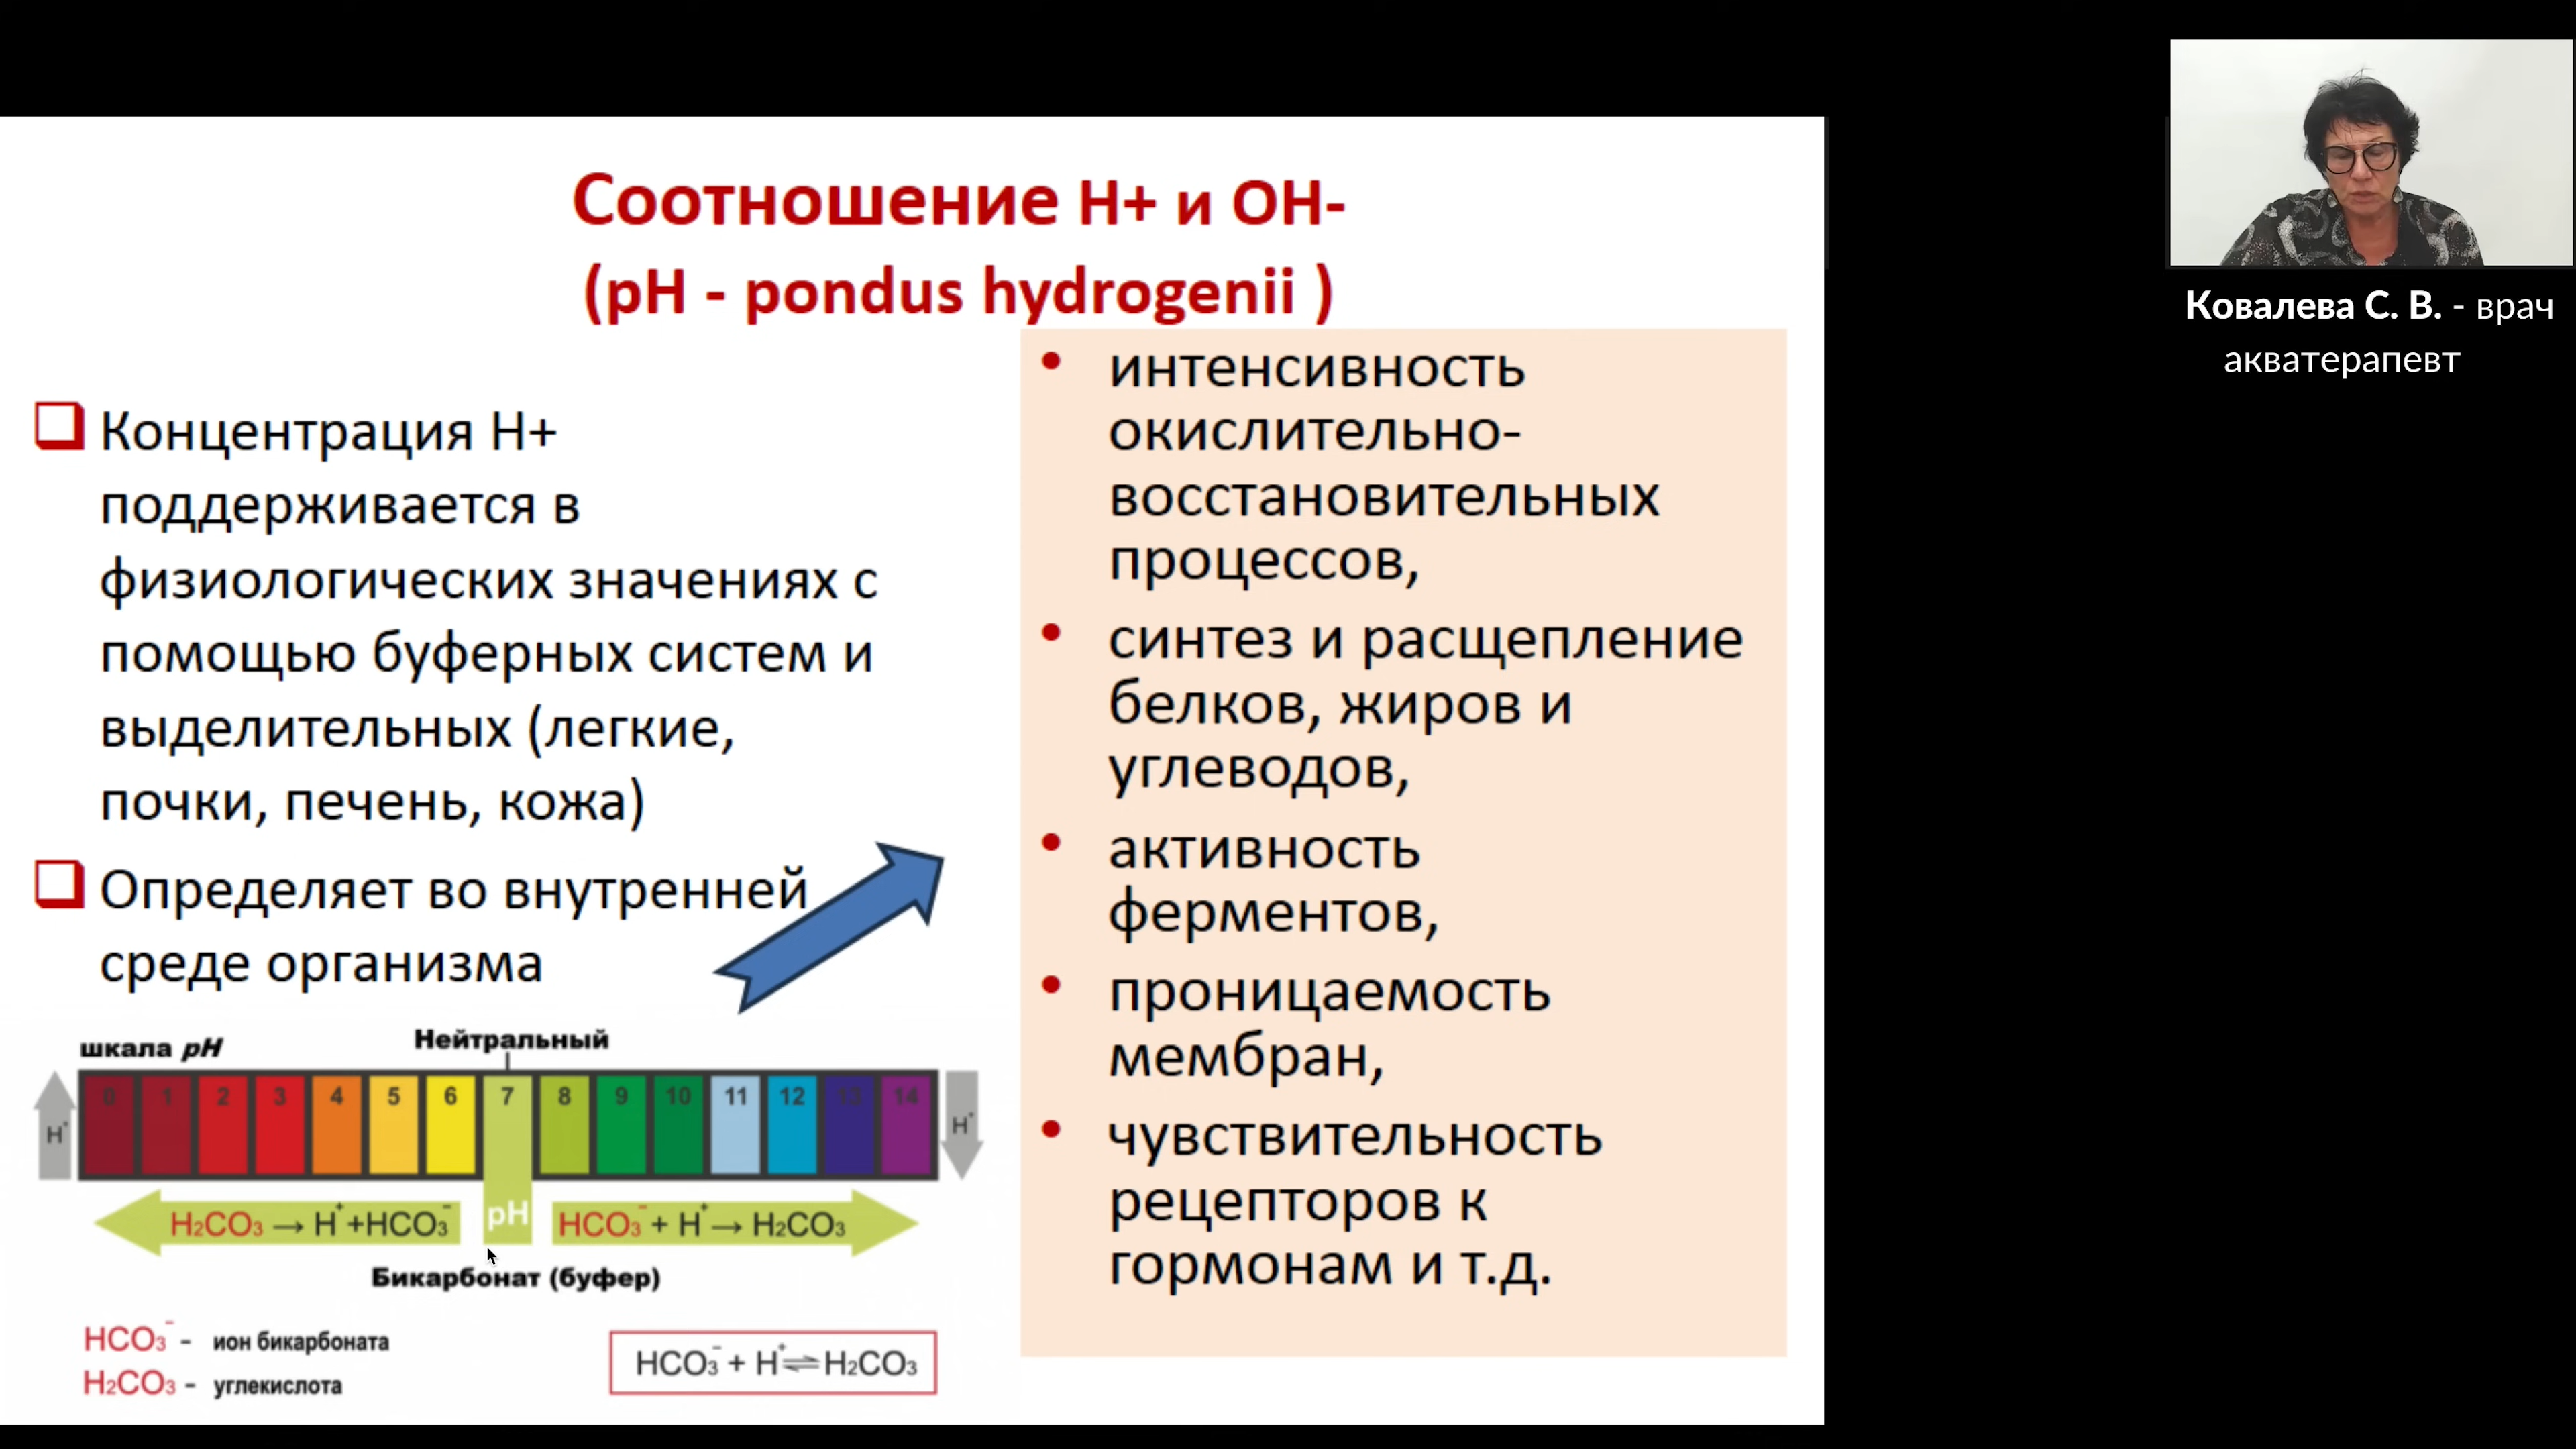 Соотношение H+ и OH-
(pH - pondus hydrogenii )
Концентрация H+
поддерживается в
физиологических значениях с
помощью буферных систем и
выделительных (легкие,
почки, печень, кожа)
Определяет во внутренней
среде организма
• интенсивность
окислительно-
восстановительных
процессов,
• синтез и расщепление
белков, жиров и
углеводов,
• активность
ферментов,
• проницаемость
мембран,
• чувствительность
рецепторов к
гормонам и т.д.
шкала pH
Нейтральный
H⁺ 0 1 2 3 4 5 6 7 8 9 10 11 12 13 14 H⁺
H₂CO₃ → H⁺+HCO₃⁻ pH HCO₃⁻ + H⁺ → H₂CO₃
Бикарбонат (буфер)
HCO₃⁻ - ион бикарбоната
H₂CO₃ - углекислота
HCO₃⁻ + H⁺ ⇌ H₂CO₃
Ковалева С. В. - врач
акватерапевт